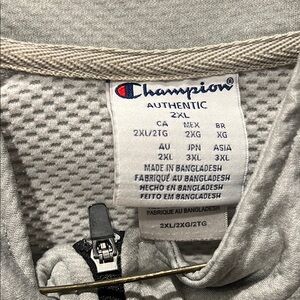 Champion®
AUTHENTIC
2XL
CA MEX BR
2XL/2TG 2XG XG
AU JPN ASIA
2XL 3XL 3XL
MADE IN BANGLADESH
FABRIQUÉ AU BANGLADESH
HECHO EN BANGLADESH
FEITO EM BANGLADESH
FABRIQUE AU BANGLADESH
2XL/2XG/2TG